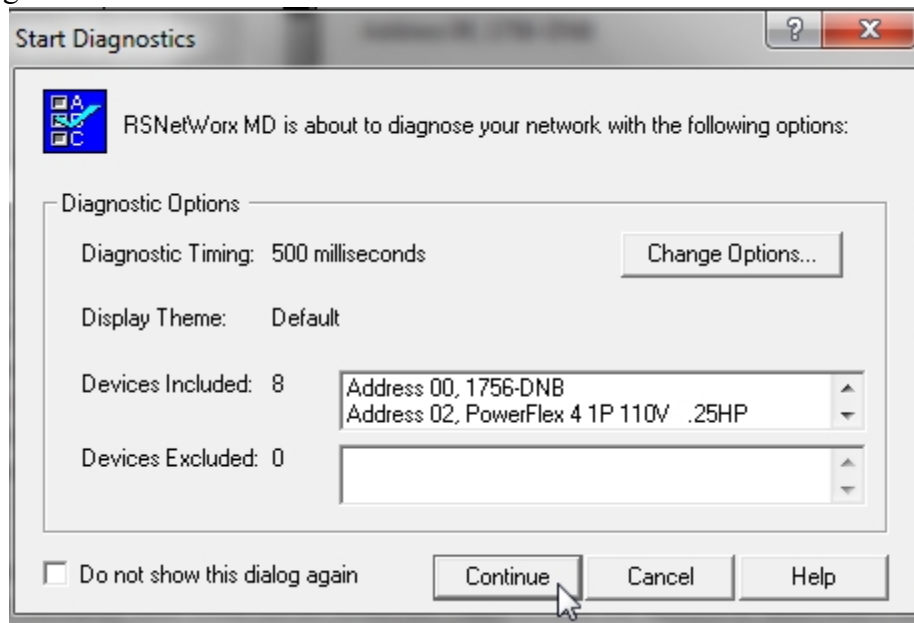 Start Diagnostics
RSNetWorx MD is about to diagnose your network with the following options:
Diagnostic Options
Diagnostic Timing: 500 milliseconds
Change Options...
Display Theme: Default
Devices Included: 8
Address 00, 1756-DNB
Address 02, PowerFlex 4 1P 110V .25HP
Devices Excluded: 0
Do not show this dialog again
Continue
Cancel
Help